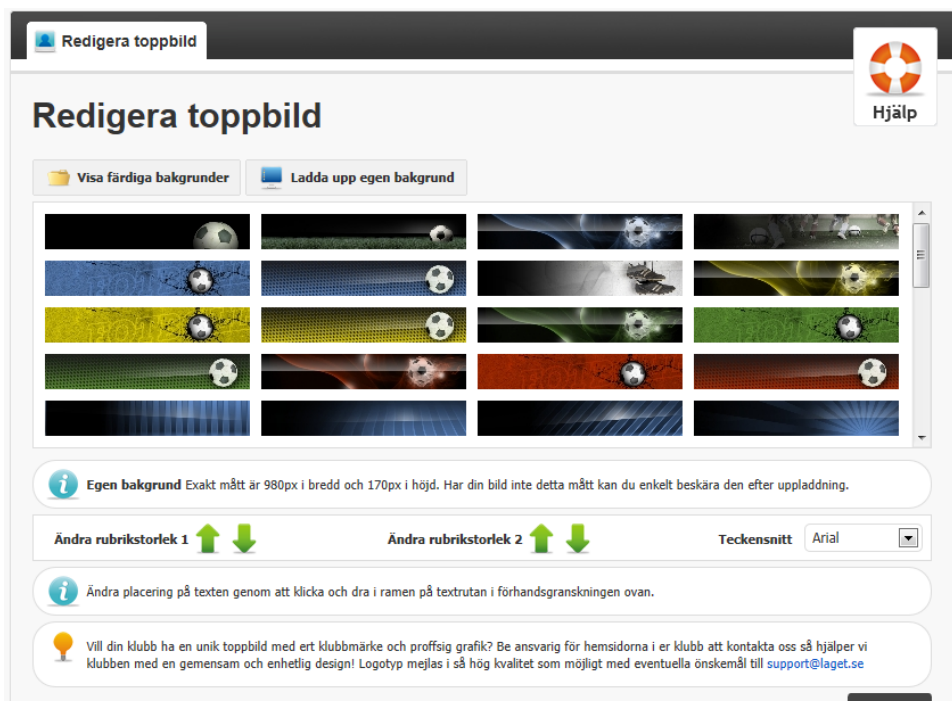 Redigera toppbild
Hjälp
Redigera toppbild
Visa färdiga bakgrunder
Ladda upp egen bakgrund
Egen bakgrund Exakt mått är 980px i bredd och 170px i höjd. Har din bild inte detta mått kan du enkelt beskära den efter uppladdning.
Ändra rubrikstorlek 1
Ändra rubrikstorlek 2
Teckensnitt
Arial
Ändra placering på texten genom att klicka och dra i ramen på textrutan i förhandsgranskningen ovan.
Vill din klubb ha en unik toppbild med ert klubbmärke och proffsig grafik? Be ansvarig för hemsidorna i er klubb att kontakta oss så hjälper vi
klubben med en gemensam och enhetlig design! Logotyp mejlas i så hög kvalitet som möjligt med eventuella önskemål till support@laget.se